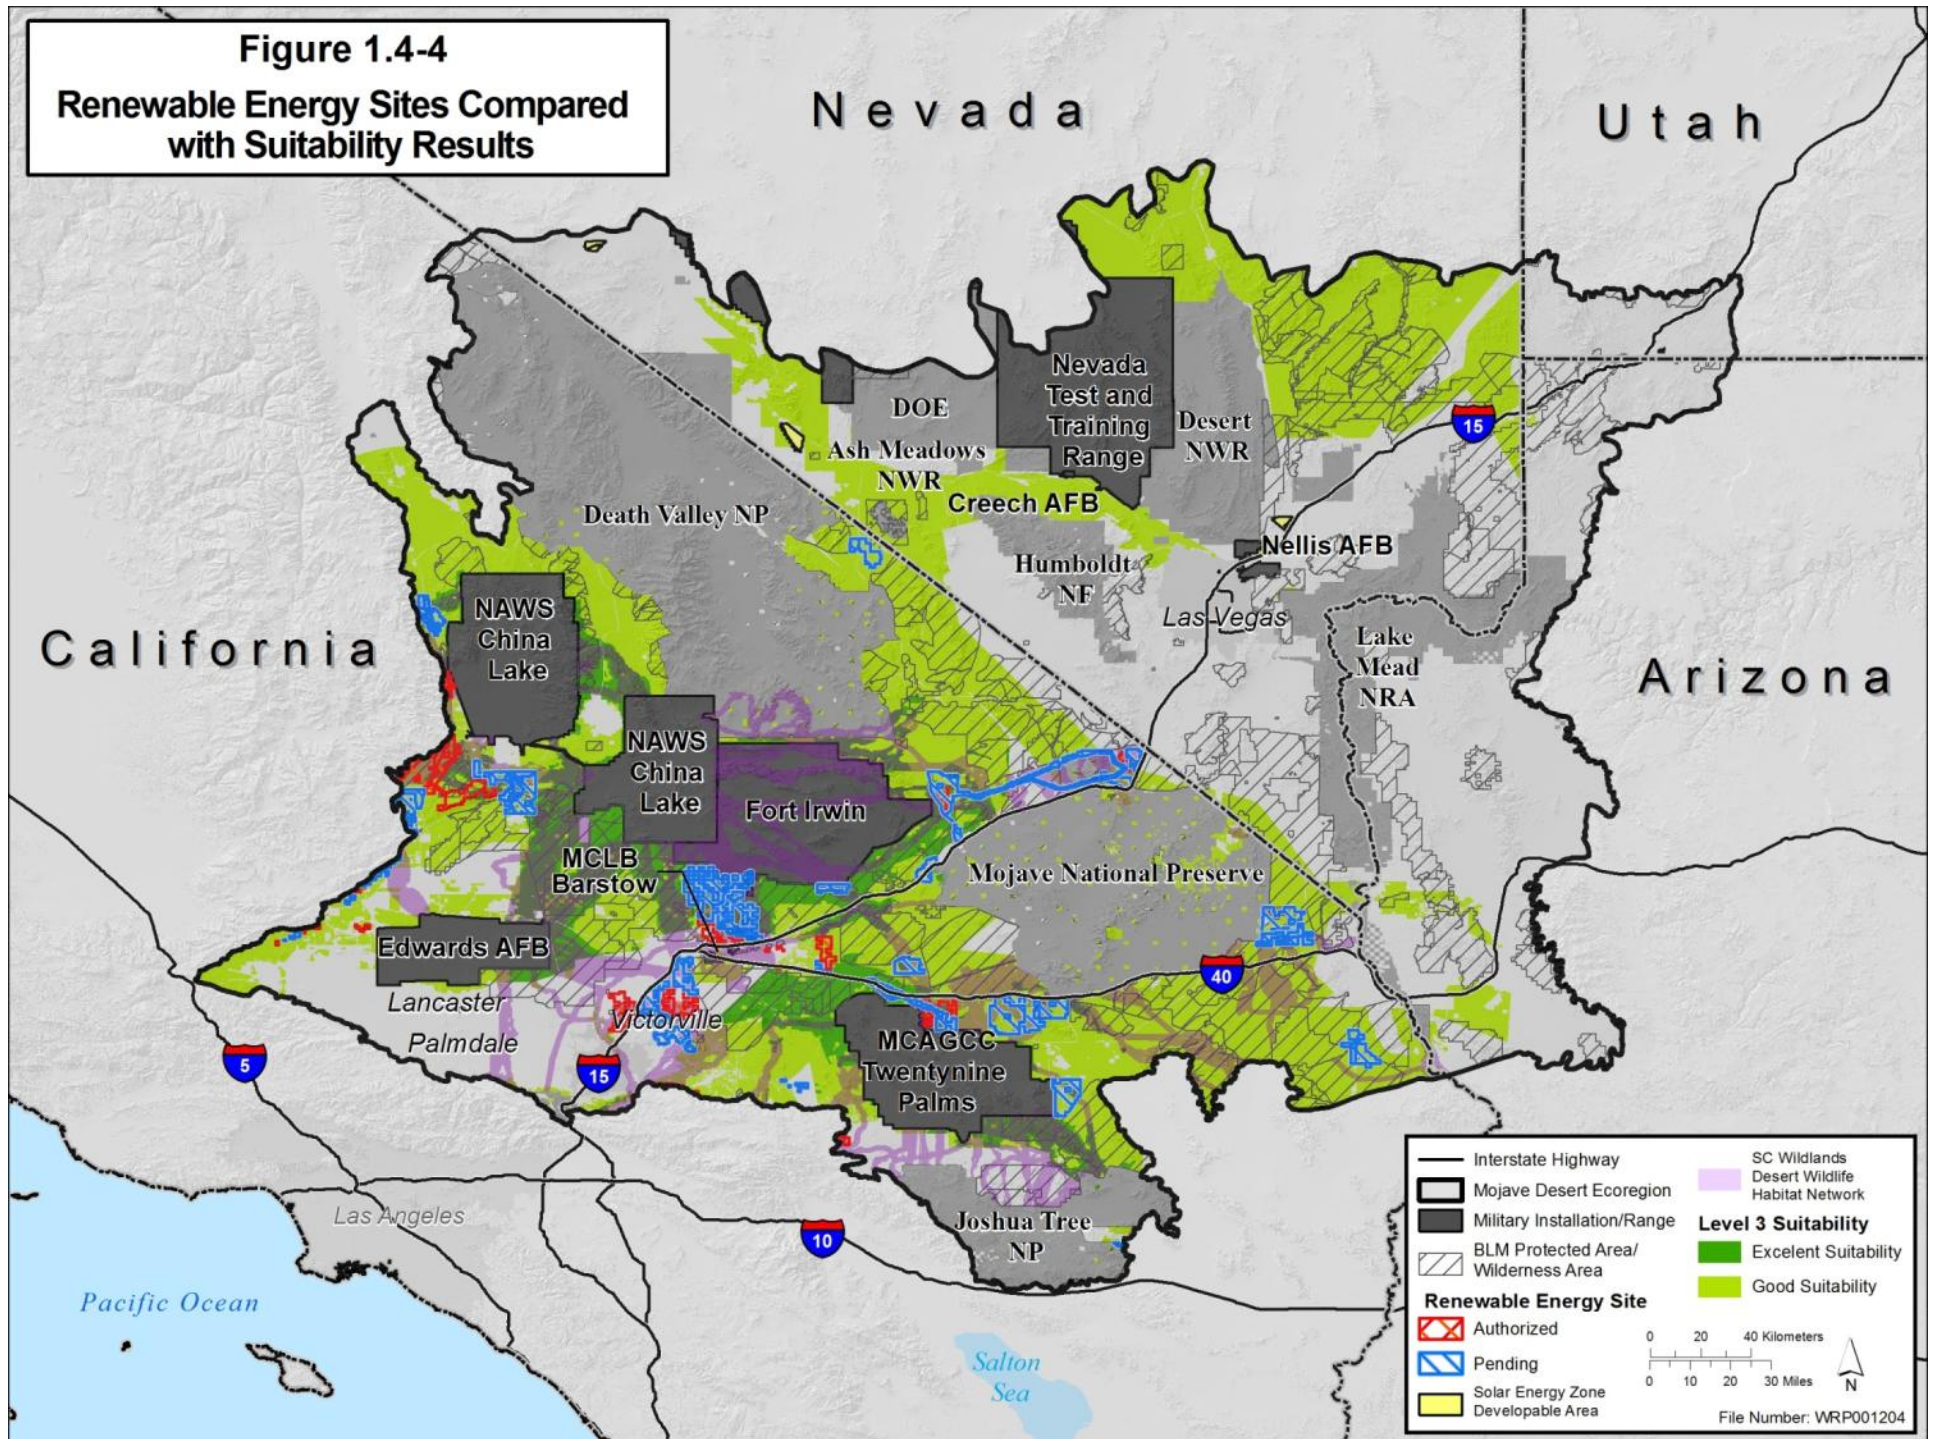 Figure 1.4-4
Renewable Energy Sites Compared
with Suitability Results
Nevada
Utah
California
Arizona
Nevada
Test and
Training
Range
DOE
Desert
NWR
Ash Meadows
NWR
Creech AFB
15
Death Valley NP
Nellis AFB
Humboldt
NF
Las Vegas
Lake
Mead
NRA
NAWS
China
Lake
NAWS
China
Lake
Fort Irwin
MCLB
Barstow
Mojave National Preserve
Edwards AFB
40
Lancaster
Palmdale
Victorville
MCAGCC
Twentynine
Palms
5
15
Joshua Tree
NP
10
Las Angeles
Pacific Ocean
Salton
Sea
Interstate Highway
Mojave Desert Ecoregion
Military Installation/Range
BLM Protected Area/
Wilderness Area
Renewable Energy Site
Authorized
Pending
Solar Energy Zone
Developable Area
SC Wildlands
Desert Wildlife
Habitat Network
Level 3 Suitability
Excelent Suitability
Good Suitability
0 20 40 Kilometers
0 10 20 30 Miles
N
File Number: WRP001204